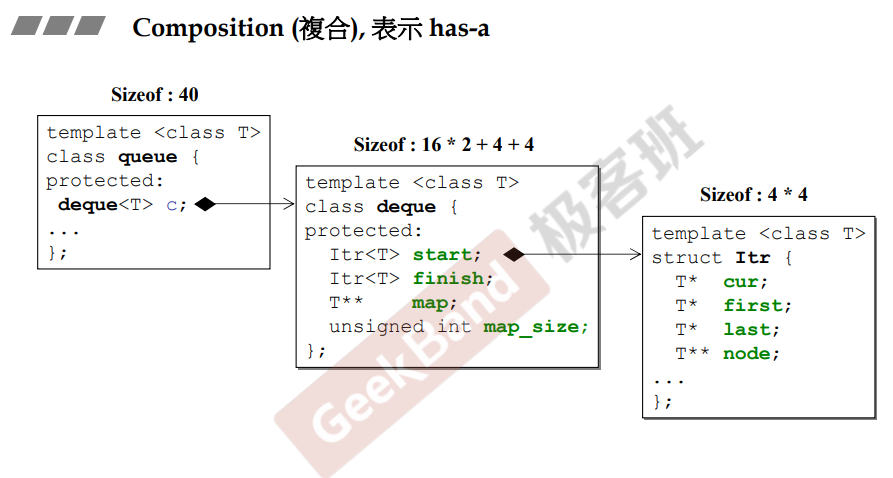 Composition (複合), 表示 has-a
Sizeof : 40
template <class T>
class queue {
protected:
deque<T> c;
...
};
Sizeof : 16 * 2 + 4 + 4
template <class T>
class deque {
protected:
Itr<T> start;
Itr<T> finish;
T** map;
unsigned int map_size;
};
Sizeof : 4 * 4
template <class T>
struct Itr {
T* cur;
T* first;
T* last;
T** node;
...
};
GeekBand 极客班